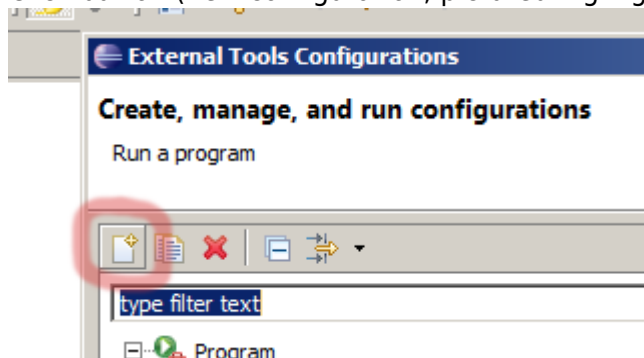 External Tools Configurations
Create, manage, and run configurations
Run a program
type filter text
Program